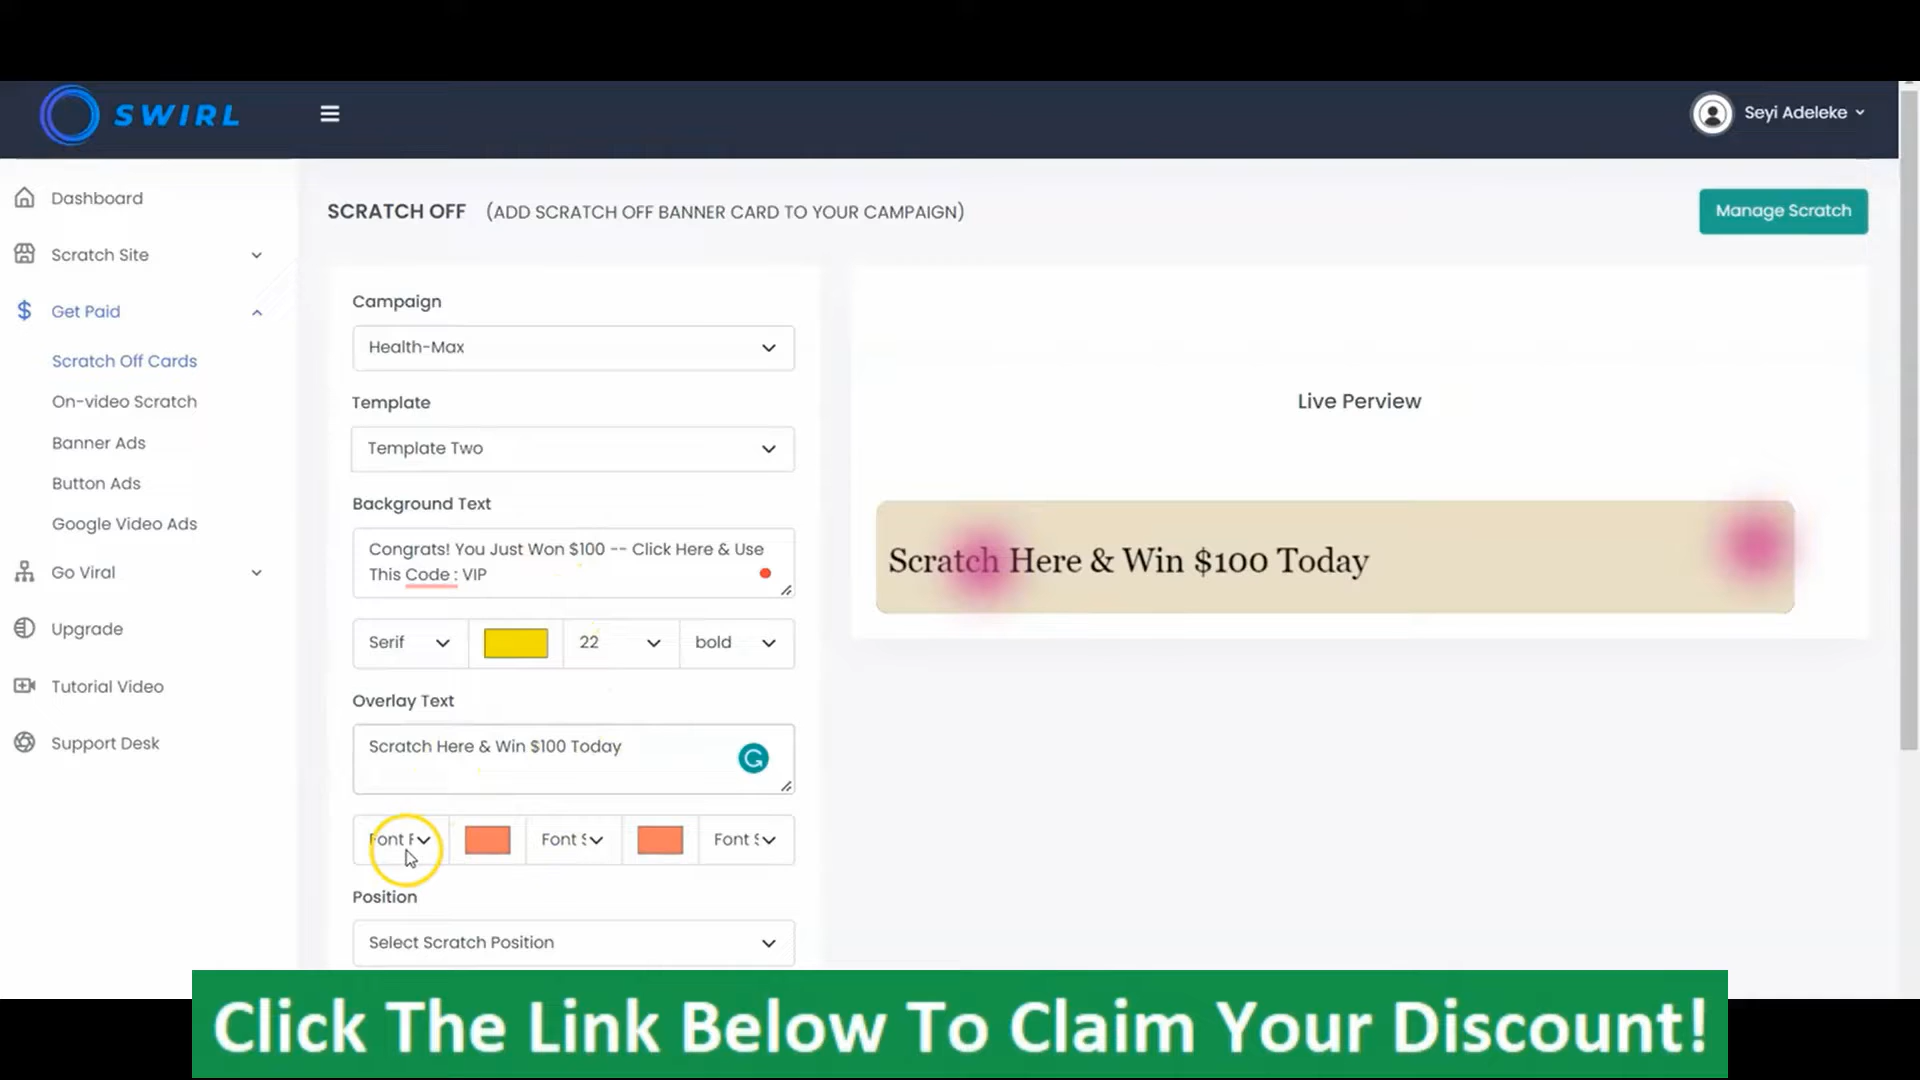 SWIRL
Seyi Adeleke
Dashboard
Scratch Site
Get Paid
Scratch Off Cards
On-video Scratch
Banner Ads
Button Ads
Google Video Ads
Go Viral
Upgrade
Tutorial Video
Support Desk
SCRATCH OFF (ADD SCRATCH OFF BANNER CARD TO YOUR CAMPAIGN)
Manage Scratch
Campaign
Health-Max
Template
Template Two
Background Text
Congrats! You Just Won $100 -- Click Here & Use
This Code : VIP
Serif 22 bold
Overlay Text
Scratch Here & Win $100 Today
Font F Font S Font S
Position
Select Scratch Position
Live Perview
Scratch Here & Win $100 Today
Click The Link Below To Claim Your Discount!